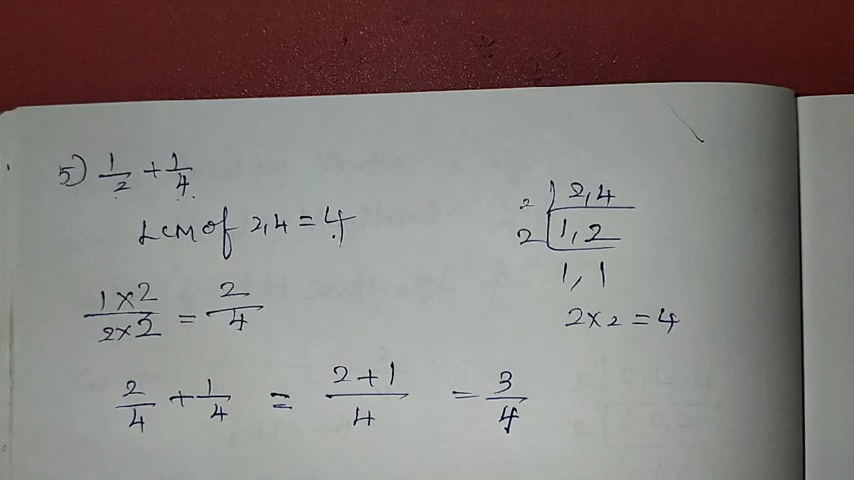 5) 1/2 + 1/4
LCM of 2,4 = 4
2 | 2,4
2 | 1,2
1,1
2×2 = 4
1×2/2×2 = 2/4
2/4 + 1/4 = 2+1/4 = 3/4